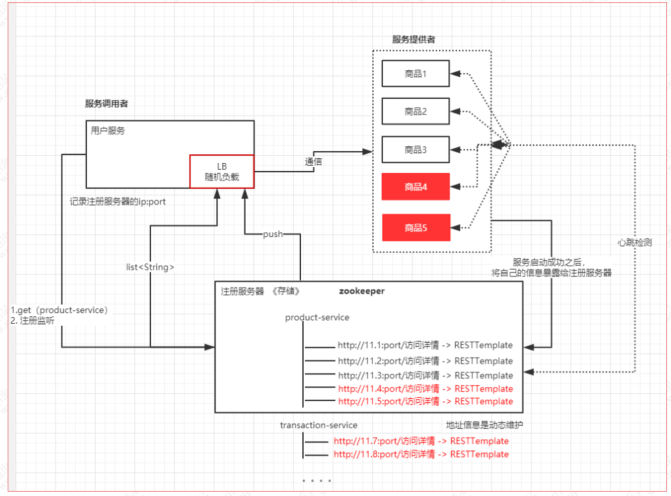 服务提供者
商品1
商品2
商品3
商品4
商品5
服务调用者
用户服务
LB
随机负载
通信
记录注册服务器的ip:port
push
list<String>
心跳检测
服务启动成功之后，
将自己的信息暴露给注册服务器
1.get（product-service）
2. 注册监听
注册服务器 《存储》 zookeeper
product-service
http://11.1:port/访问详情 -> RESTTemplate
http://11.2:port/访问详情 -> RESTTemplate
http://11.3:port/访问详情 -> RESTTemplate
http://11.4:port/访问详情 -> RESTTemplate
http://11.5:port/访问详情 -> RESTTemplate
transaction-service
地址信息是动态维护
http://11.7:port/访问详情 -> RESTTemplate
http://11.8:port/访问详情 -> RESTTemplate
. . . .